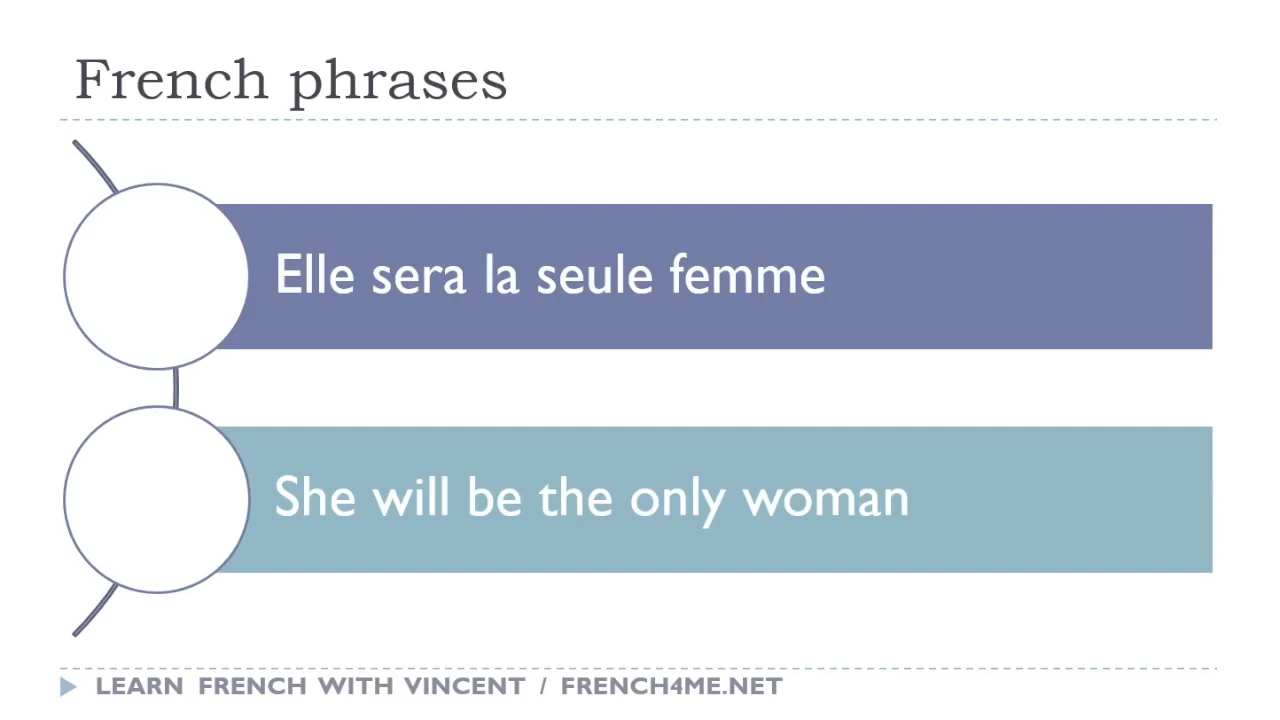 French phrases
Elle sera la seule femme
She will be the only woman
LEARN FRENCH WITH VINCENT / FRENCH4ME.NET